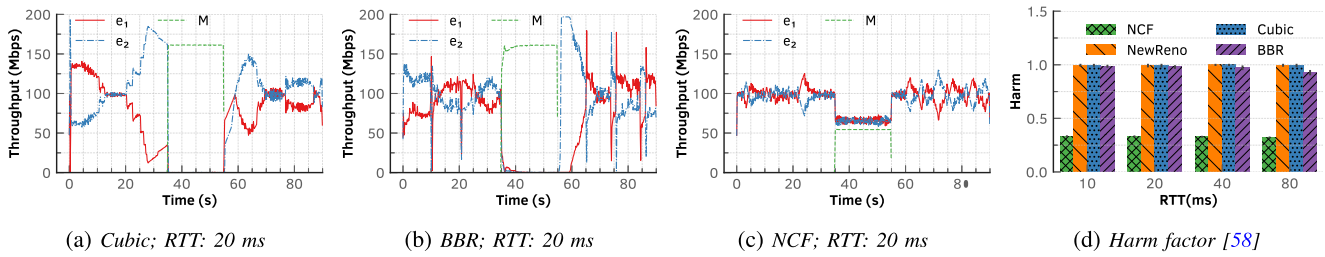 200
150
100
50
0
Throughput (Mbps)
e₁
e₂
M
0
20
40
60
80
Time (s)
(a) Cubic; RTT: 20 ms
200
150
100
50
0
Throughput (Mbps)
e₁
e₂
M
0
20
40
60
80
Time (s)
(b) BBR; RTT: 20 ms
200
150
100
50
0
Throughput (Mbps)
e₁
e₂
M
0
20
40
60
Time (s)
(c) NCF; RTT: 20 ms
1.5
1.0
0.5
0.0
Harm
NCF
NewReno
Cubic
BBR
10
20
40
80
RTT(ms)
(d) Harm factor [58]